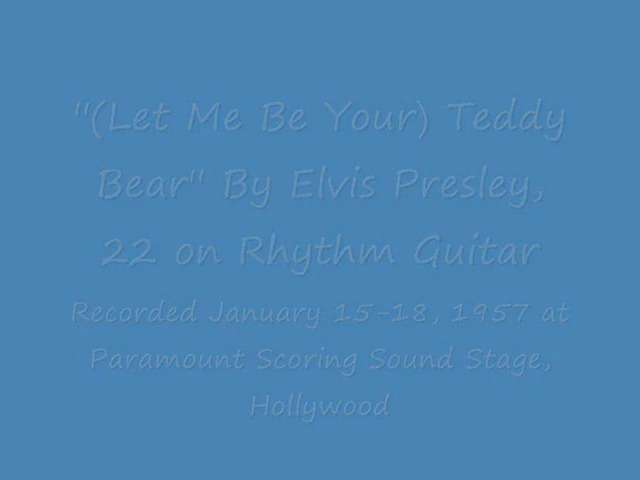 "(Let Me Be Your) Teddy
Bear" By Elvis Presley,
22 on Rhythm Guitar
Recorded January 15-18, 1957 at
Paramount Scoring Sound Stage,
Hollywood